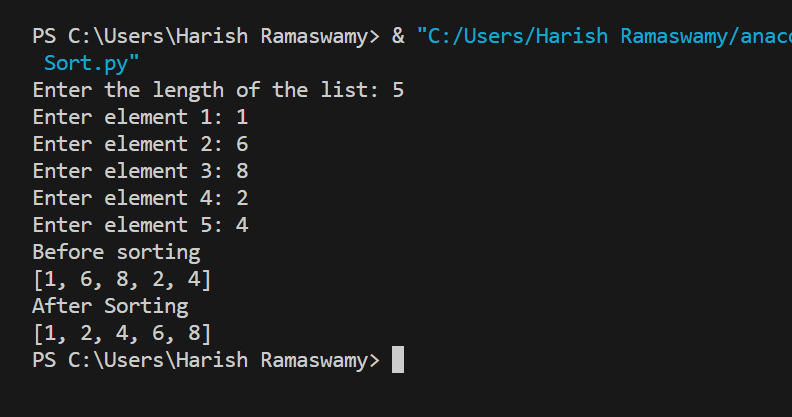 PS C:\Users\Harish Ramaswamy> & "C:/Users/Harish Ramaswamy/anac
Sort.py"
Enter the length of the list: 5
Enter element 1: 1
Enter element 2: 6
Enter element 3: 8
Enter element 4: 2
Enter element 5: 4
Before sorting
[1, 6, 8, 2, 4]
After Sorting
[1, 2, 4, 6, 8]
PS C:\Users\Harish Ramaswamy>